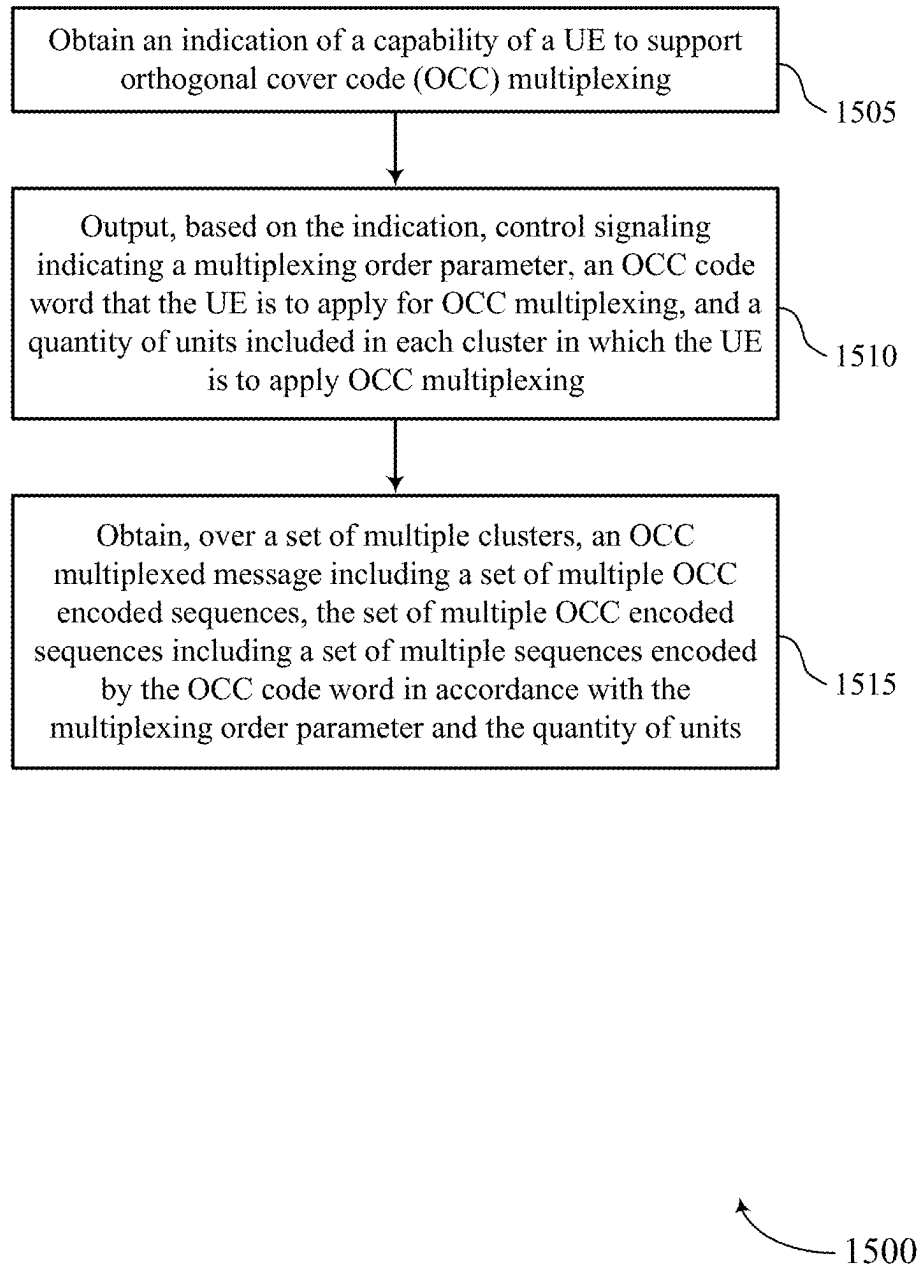 Obtain an indication of a capability of a UE to support
orthogonal cover code (OCC) multiplexing
1505
Output, based on the indication, control signaling
indicating a multiplexing order parameter, an OCC code
word that the UE is to apply for OCC multiplexing, and a
quantity of units included in each cluster in which the UE
is to apply OCC multiplexing
1510
Obtain, over a set of multiple clusters, an OCC
multiplexed message including a set of multiple OCC
encoded sequences, the set of multiple OCC encoded
sequences including a set of multiple sequences encoded
by the OCC code word in accordance with the
multiplexing order parameter and the quantity of units
1515
1500